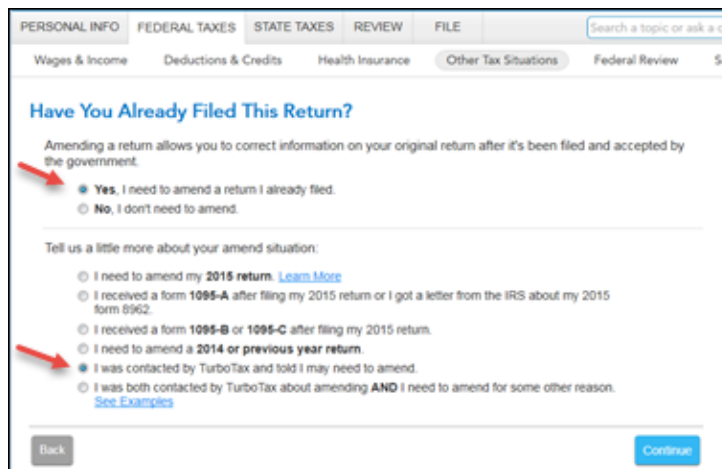 PERSONAL INFO FEDERAL TAXES STATE TAXES REVIEW FILE Search a topic or ask a
Wages & Income Deductions & Credits Health Insurance Other Tax Situations Federal Review S
Have You Already Filed This Return?
Amending a return allows you to correct information on your original return after it's been filed and accepted by
the government.
Yes, I need to amend a return I already filed.
No, I don't need to amend.
Tell us a little more about your amend situation:
I need to amend my 2015 return. Learn More
I received a form 1095-A after filing my 2015 return or I got a letter from the IRS about my 2015
form 8962.
I received a form 1095-B or 1095-C after filing my 2015 return.
I need to amend a 2014 or previous year return.
I was contacted by TurboTax and told I may need to amend.
I was both contacted by TurboTax about amending AND I need to amend for some other reason.
See Examples
Back Continue